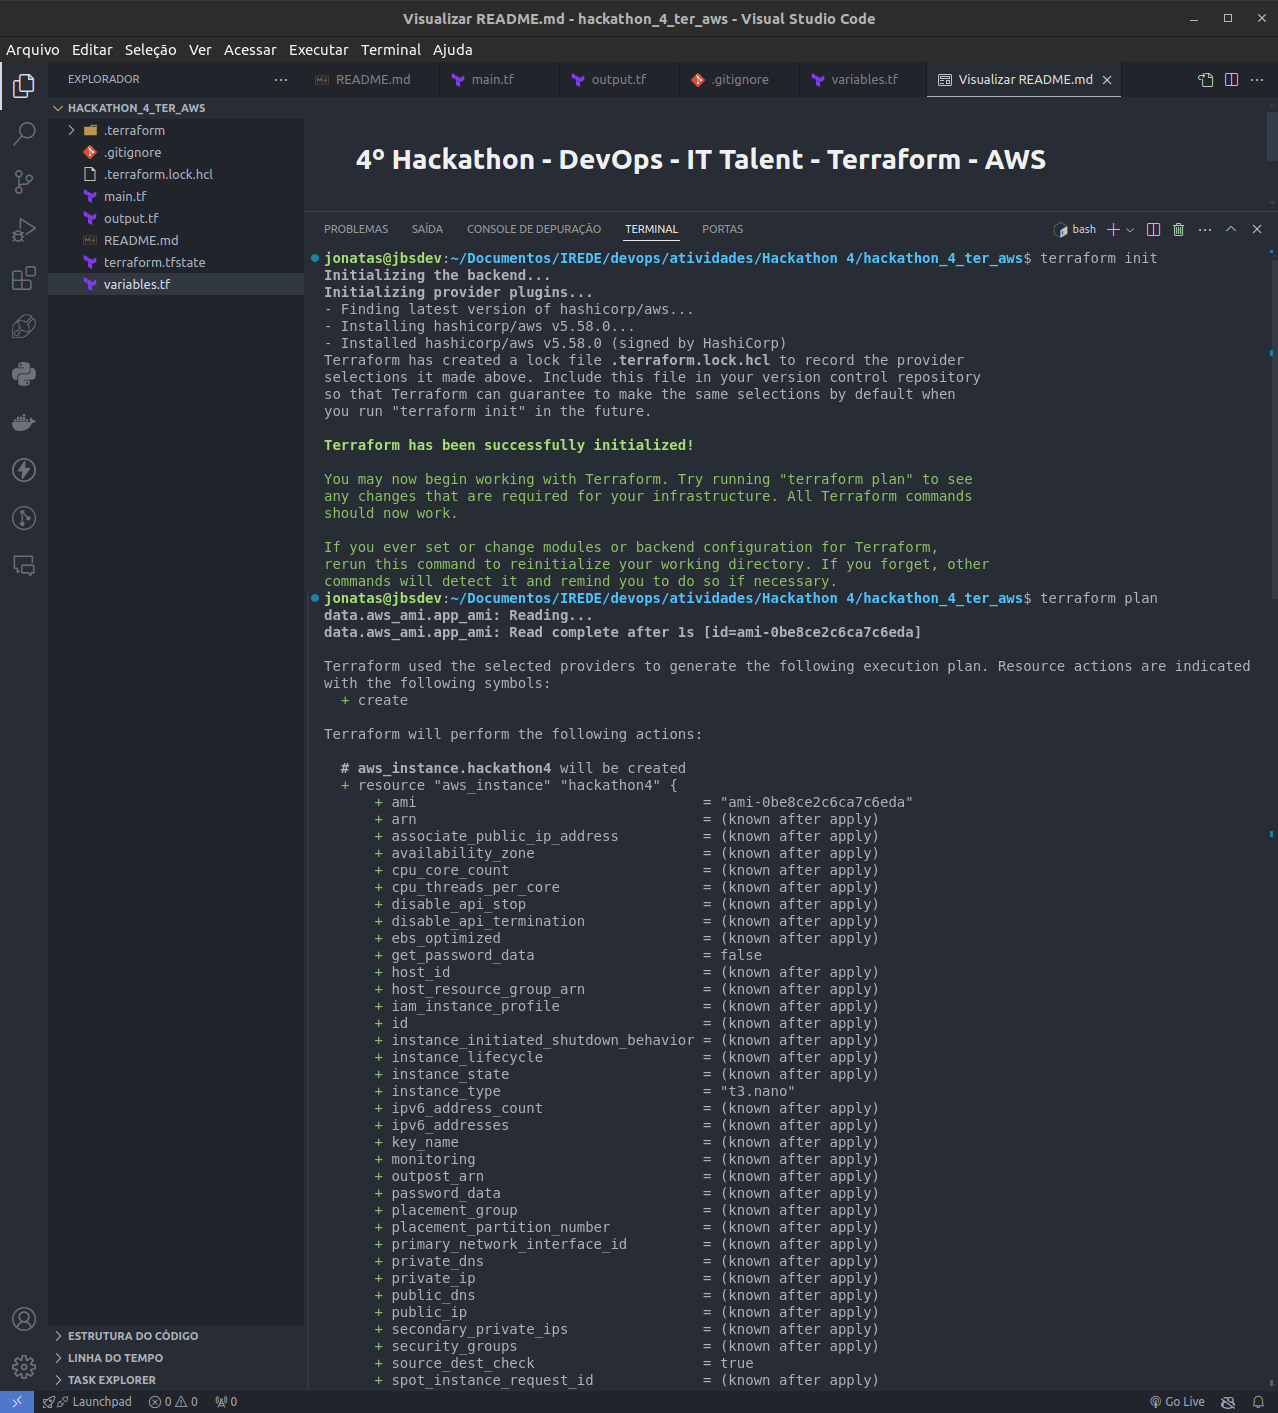 Visualizar README.md - hackathon_4_ter_aws - Visual Studio Code
Arquivo Editar Seleção Ver Acessar Executar Terminal Ajuda
EXPLORADOR
README.md
main.tf
output.tf
.gitignore
variables.tf
Visualizar README.md
HACKATHON_4_TER_AWS
.terraform
.gitignore
.terraform.lock.hcl
main.tf
output.tf
README.md
terraform.tfstate
variables.tf
4º Hackathon - DevOps - IT Talent - Terraform - AWS
PROBLEMAS SAÍDA CONSOLE DE DEPURAÇÃO TERMINAL PORTAS
bash
jonatas@jbsdev:~/Documentos/IREDE/devops/atividades/Hackathon 4/hackathon_4_ter_aws$ terraform init
Initializing the backend...
Initializing provider plugins...
- Finding latest version of hashicorp/aws...
- Installing hashicorp/aws v5.58.0...
- Installed hashicorp/aws v5.58.0 (signed by HashiCorp)
Terraform has created a lock file .terraform.lock.hcl to record the provider
selections it made above. Include this file in your version control repository
so that Terraform can guarantee to make the same selections by default when
you run "terraform init" in the future.
Terraform has been successfully initialized!
You may now begin working with Terraform. Try running "terraform plan" to see
any changes that are required for your infrastructure. All Terraform commands
should now work.
If you ever set or change modules or backend configuration for Terraform,
rerun this command to reinitialize your working directory. If you forget, other
commands will detect it and remind you to do so if necessary.
jonatas@jbsdev:~/Documentos/IREDE/devops/atividades/Hackathon 4/hackathon_4_ter_aws$ terraform plan
data.aws_ami.app_ami: Reading...
data.aws_ami.app_ami: Read complete after 1s [id=ami-0be8ce2c6ca7c6eda]
Terraform used the selected providers to generate the following execution plan. Resource actions are indicated
with the following symbols:
+ create
Terraform will perform the following actions:
# aws_instance.hackathon4 will be created
+ resource "aws_instance" "hackathon4" {
+ ami = "ami-0be8ce2c6ca7c6eda"
+ arn = (known after apply)
+ associate_public_ip_address = (known after apply)
+ availability_zone = (known after apply)
+ cpu_core_count = (known after apply)
+ cpu_threads_per_core = (known after apply)
+ disable_api_stop = (known after apply)
+ disable_api_termination = (known after apply)
+ ebs_optimized = (known after apply)
+ get_password_data = false
+ host_id = (known after apply)
+ host_resource_group_arn = (known after apply)
+ iam_instance_profile = (known after apply)
+ id = (known after apply)
+ instance_initiated_shutdown_behavior = (known after apply)
+ instance_lifecycle = (known after apply)
+ instance_state = (known after apply)
+ instance_type = "t3.nano"
+ ipv6_address_count = (known after apply)
+ ipv6_addresses = (known after apply)
+ key_name = (known after apply)
+ monitoring = (known after apply)
+ outpost_arn = (known after apply)
+ password_data = (known after apply)
+ placement_group = (known after apply)
+ placement_partition_number = (known after apply)
+ primary_network_interface_id = (known after apply)
+ private_dns = (known after apply)
+ private_ip = (known after apply)
+ public_dns = (known after apply)
+ public_ip = (known after apply)
+ secondary_private_ips = (known after apply)
+ security_groups = (known after apply)
+ source_dest_check = true
+ spot_instance_request_id = (known after apply)
ESTRUTURA DO CÓDIGO
LINHA DO TEMPO
TASK EXPLORER
Launchpad 0 0 0 Go Live